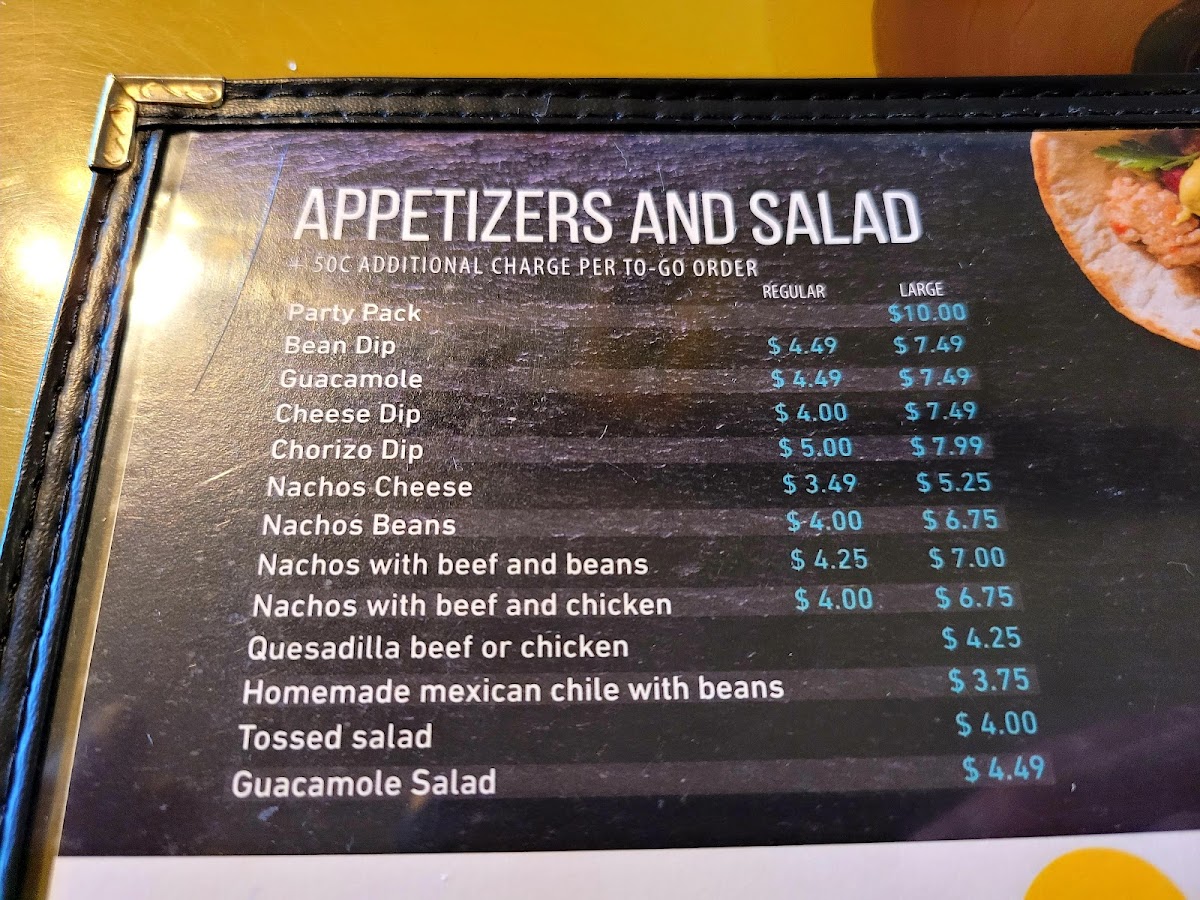 APPETIZERS AND SALAD
+ 50C ADDITIONAL CHARGE PER TO-GO ORDER
REGULAR LARGE
Party Pack $10.00
Bean Dip $ 4.49 $ 7.49
Guacamole $ 4.49 $ 7.49
Cheese Dip $ 4.00 $ 7.49
Chorizo Dip $ 5.00 $ 7.99
Nachos Cheese $ 3.49 $ 5.25
Nachos Beans $ 4.00 $ 6.75
Nachos with beef and beans $ 4.25 $ 7.00
Nachos with beef and chicken $ 4.00 $ 6.75
Quesadilla beef or chicken $ 4.25
Homemade mexican chile with beans $ 3.75
Tossed salad $ 4.00
Guacamole Salad $ 4.49